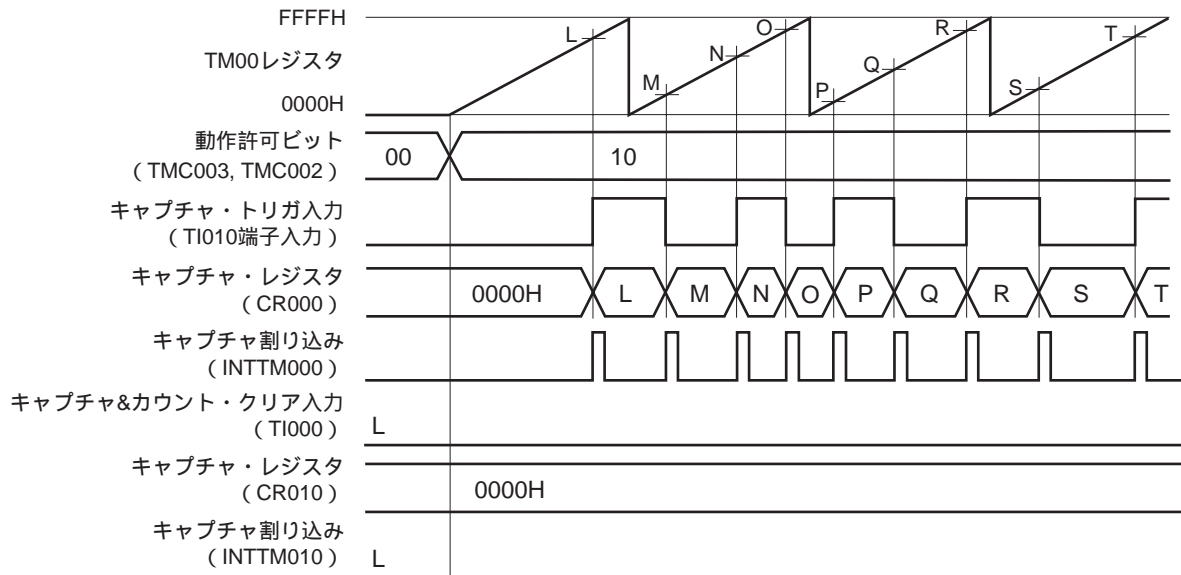 FFFFH
TM00レジスタ
0000H
L
M
N
O
P
Q
R
S
T
動作許可ビット
（TMC003, TMC002）
00
10
キャプチャ・トリガ入力
（TI010端子入力）
キャプチャ・レジスタ
（CR000）
0000H
L
M
N
O
P
Q
R
S
T
キャプチャ割り込み
（INTTM000）
キャプチャ&カウント・クリア入力
（TI000）
L
キャプチャ・レジスタ
（CR010）
0000H
キャプチャ割り込み
（INTTM010）
L